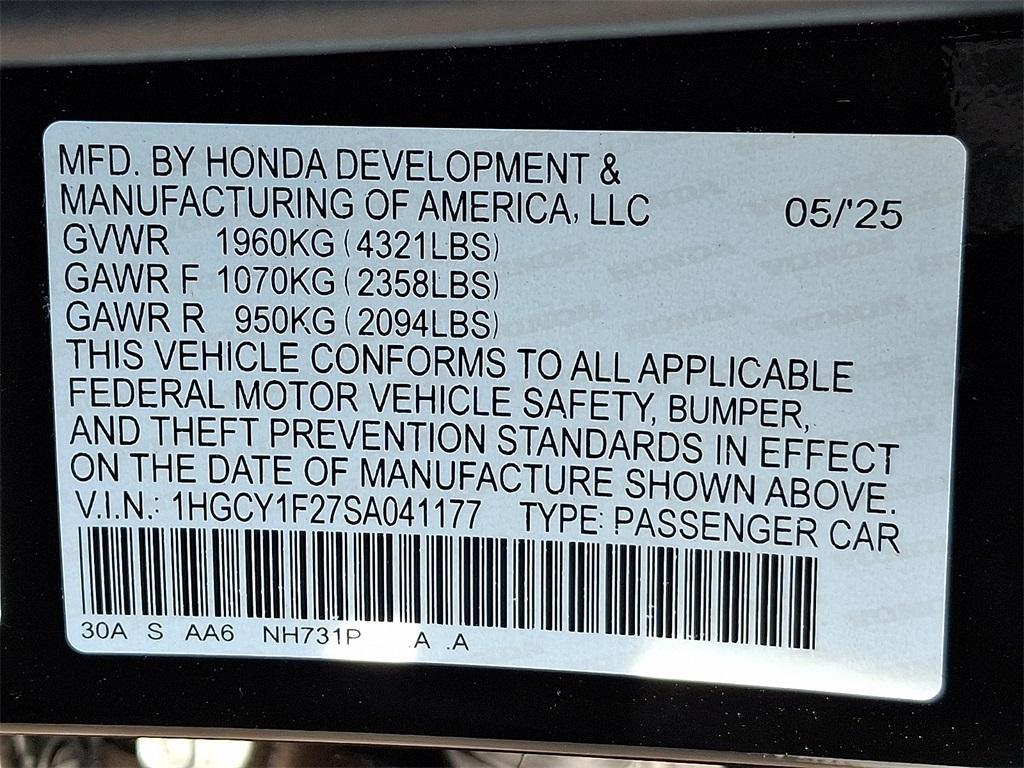 MFD. BY HONDA DEVELOPMENT &
MANUFACTURING OF AMERICA, LLC 05/'25
GVWR 1960KG (4321LBS)
GAWR F 1070KG (2358LBS)
GAWR R 950KG (2094LBS)
THIS VEHICLE CONFORMS TO ALL APPLICABLE
FEDERAL MOTOR VEHICLE SAFETY, BUMPER,
AND THEFT PREVENTION STANDARDS IN EFFECT
ON THE DATE OF MANUFACTURE SHOWN ABOVE.
V.I.N.: 1HGCY1F27SA041177 TYPE: PASSENGER CAR
30A S AA6 NH731P A A